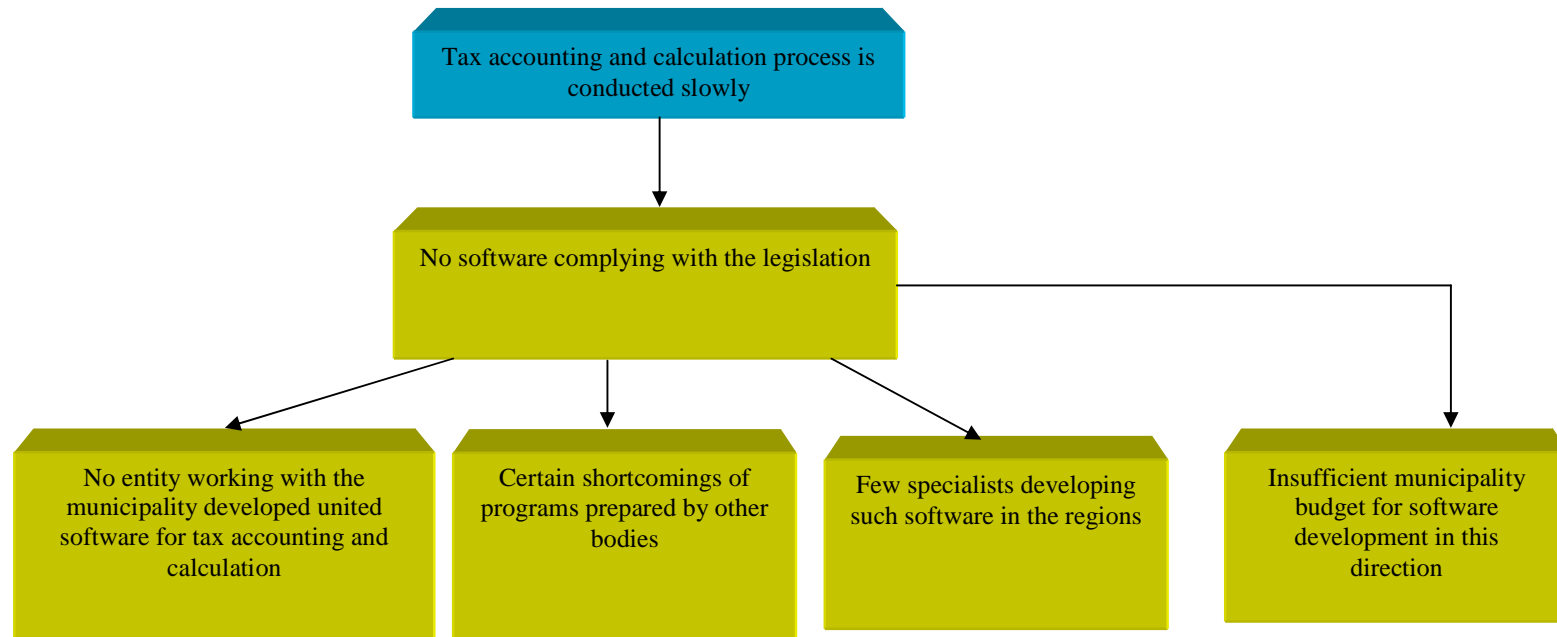 Tax accounting and calculation process is
conducted slowly
No software complying with the legislation
No entity working with the
municipality developed united
software for tax accounting and
calculation
Certain shortcomings of
programs prepared by other
bodies
Few specialists developing
such software in the regions
Insufficient municipality
budget for software
development in this
direction